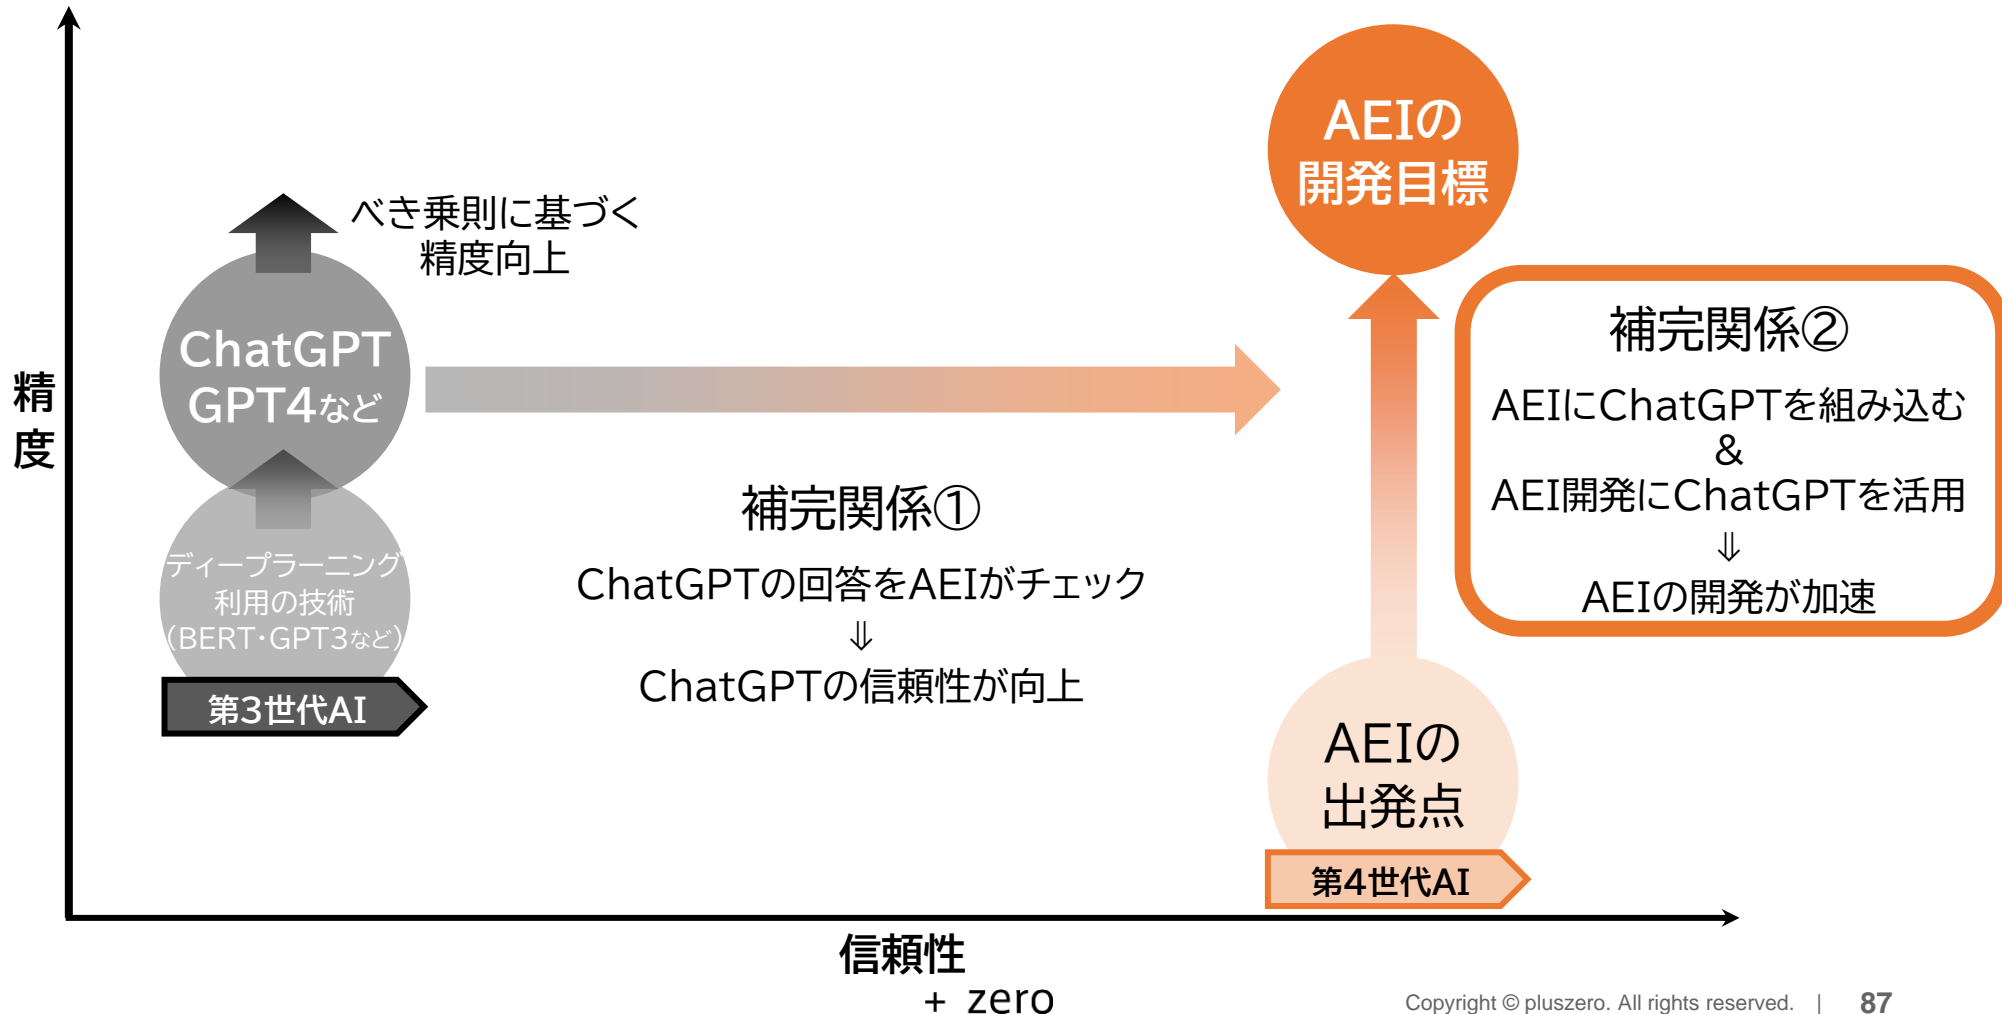 べき乗則に基づく
精度向上
ChatGPT
GPT4など
ディープラーニング
利用の技術
（BERT・GPT3など）
第3世代AI
精
度
補完関係①
ChatGPTの回答をAEIがチェック
⇓
ChatGPTの信頼性が向上
AEIの
開発目標
補完関係②
AEIにChatGPTを組み込む
&
AEI開発にChatGPTを活用
⇓
AEIの開発が加速
AEIの
出発点
第4世代AI
信頼性
+ zero
Copyright © pluszero. All rights reserved. | 87